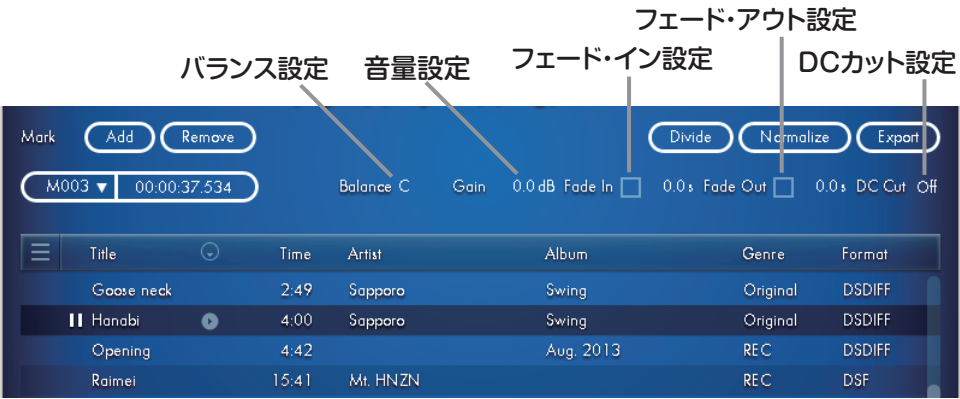 フェード・アウト設定
バランス設定 音量設定 フェード・イン設定 DCカット設定
Mark Add Remove Divide Normalize Export
M003 ▼ 00:00:37.534 Balance C Gain 0.0 dB Fade In 0.0 s Fade Out 0.0 s DC Cut Off
Title Time Artist Album Genre Format
Goose neck 2:49 Sapporo Swing Original DSDIFF
Hanabi 4:00 Sapporo Swing Original DSDIFF
Opening 4:42 Aug. 2013 REC DSDIFF
Raimei 15:41 Mt. HNZN REC DSF